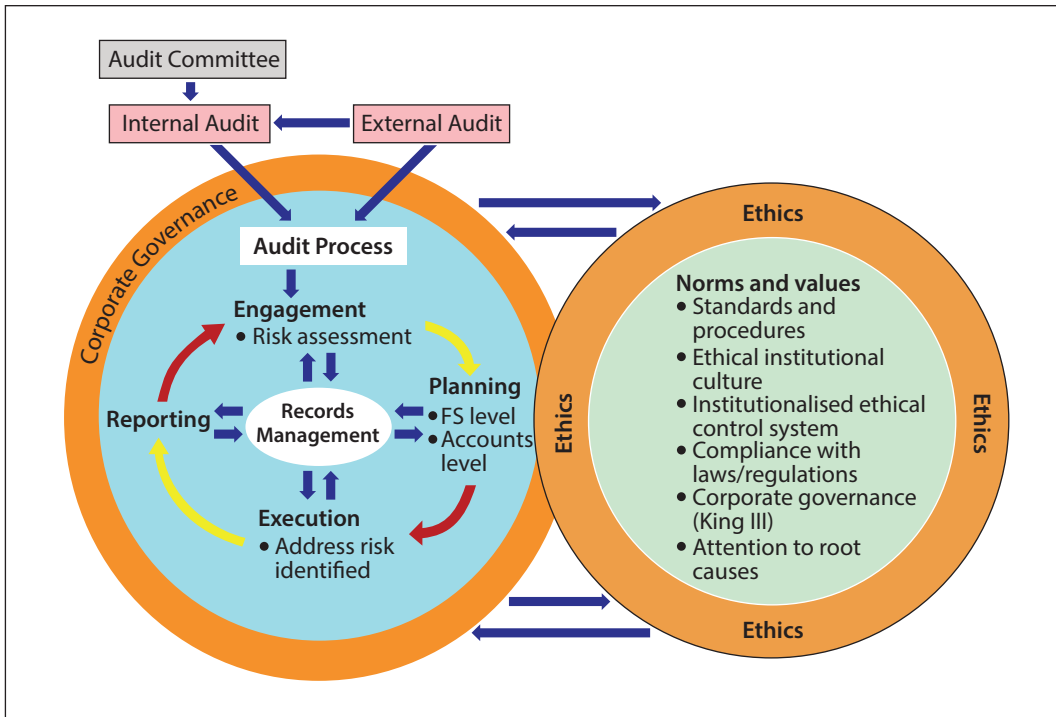 Audit Committee
Internal Audit
External Audit
Corporate Governance
Audit Process
Engagement
• Risk assessment
Planning
• FS level
• Accounts
level
Reporting
Records
Management
Execution
• Address risk
identified
Ethics
Ethics
Ethics
Ethics
Norms and values
• Standards and
procedures
• Ethical institutional
culture
• Institutionalised ethical
control system
• Compliance with
laws/regulations
• Corporate governance
(King III)
• Attention to root
causes